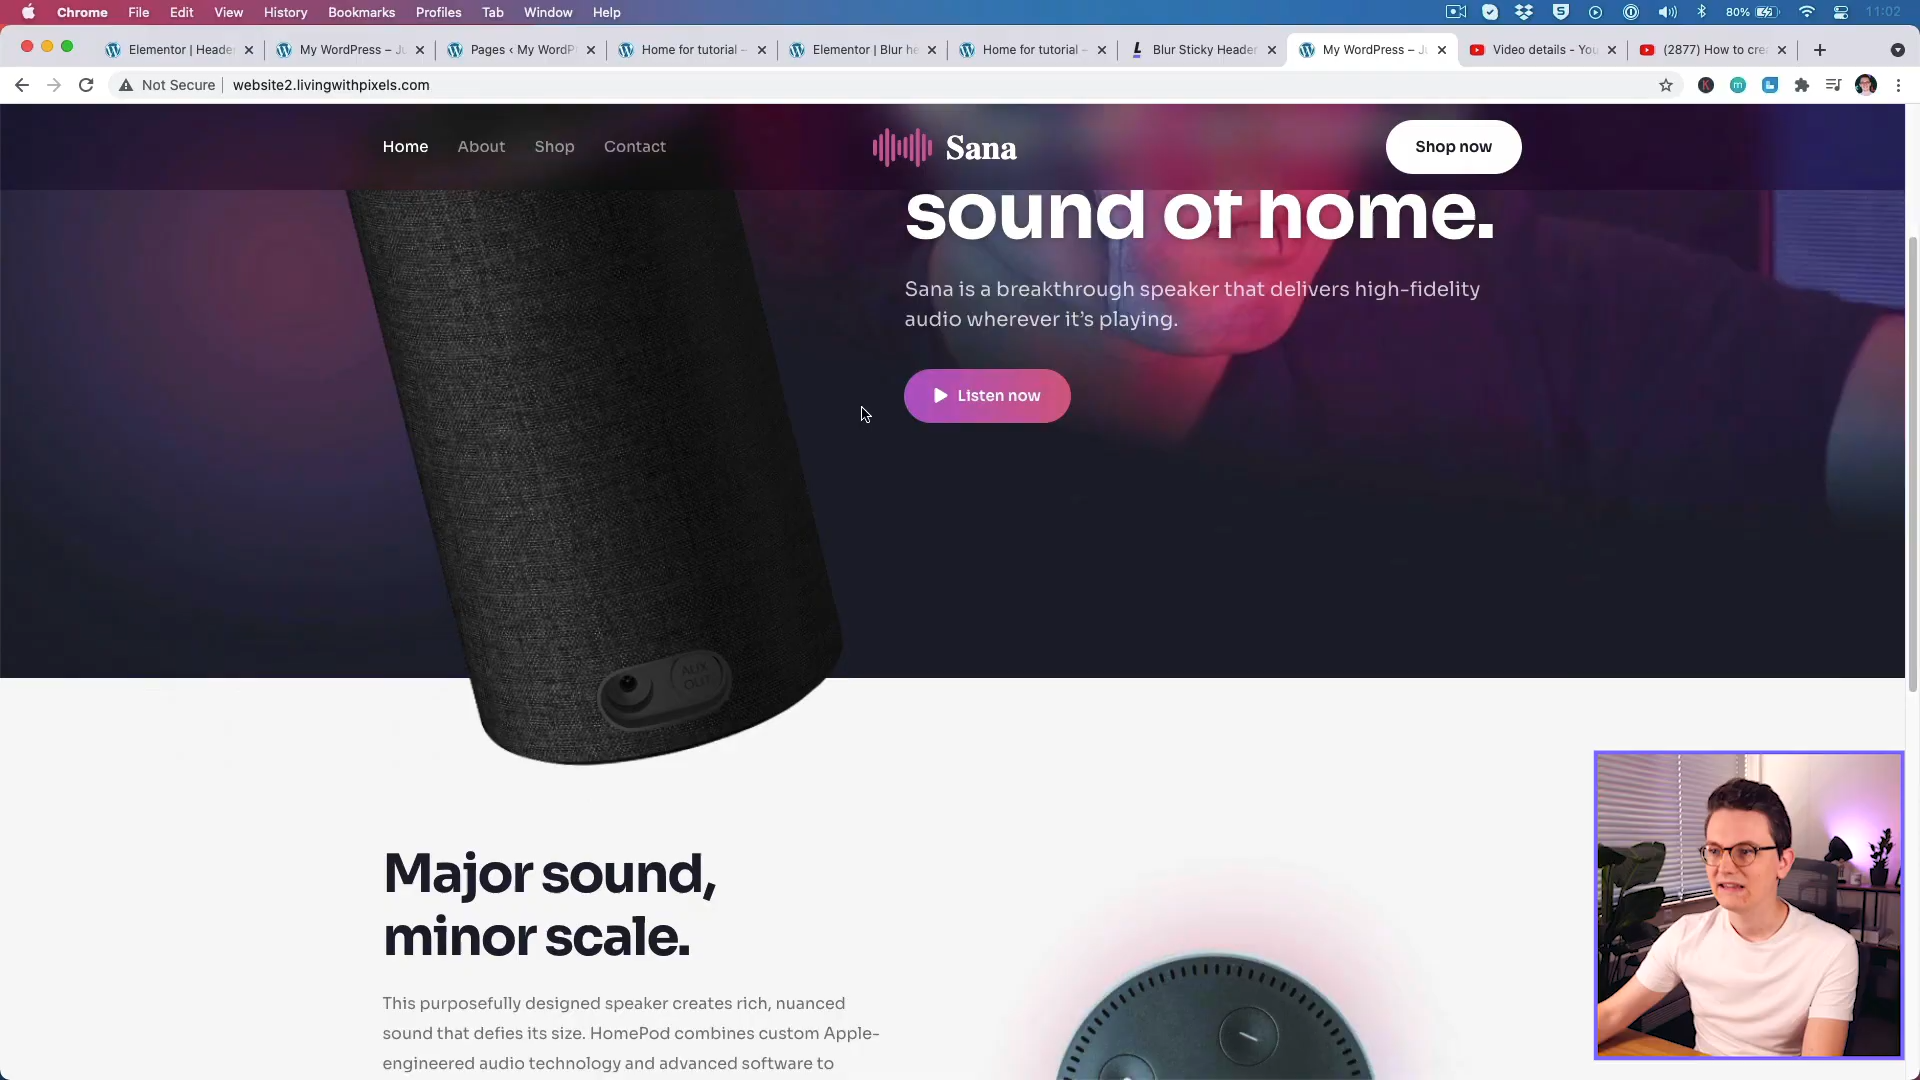 Chrome File Edit View History Bookmarks Profiles Tab Window Help 80% 11:02
Elementor | Heade My WordPress – Ju Pages ‹ My WordP Home for tutorial – Elementor | Blur he Home for tutorial – Blur Sticky Header My WordPress – Ju Video details - You (2877) How to crea
Not Secure website2.livingwithpixels.com
Home About Shop Contact Sana Shop now
sound of home.
Sana is a breakthrough speaker that delivers high-fidelity
audio wherever it's playing.
Listen now
AUX
OUT
Major sound,
minor scale.
This purposefully designed speaker creates rich, nuanced
sound that defies its size. HomePod combines custom Apple-
engineered audio technology and advanced software to